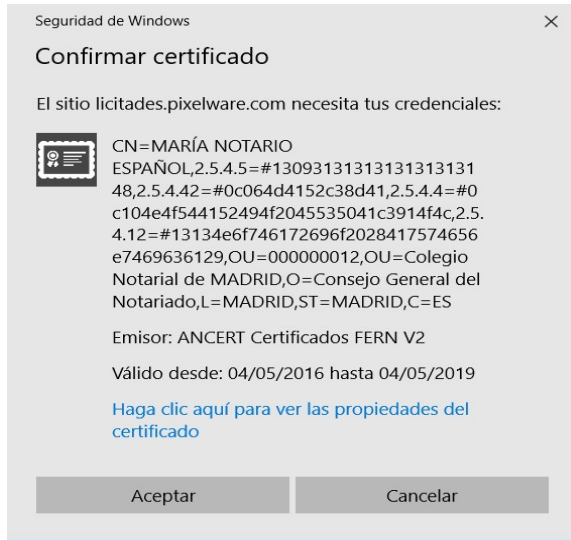 Seguridad de Windows
Confirmar certificado
El sitio licitades.pixelware.com necesita tus credenciales:
CN=MARÍA NOTARIO
ESPAÑOL,2.5.4.5=#13093131313131313131
48,2.5.4.42=#0c064d4152c38d41,2.5.4.4=#0
c104e4f544152494f2045535041c3914f4c,2.5.
4.12=#13134e6f746172696f2028417574656
e7469636129,OU=000000012,OU=Colegio
Notarial de MADRID,O=Consejo General del
Notariado,L=MADRID,ST=MADRID,C=ES
Emisor: ANCERT Certificados FERN V2
Válido desde: 04/05/2016 hasta 04/05/2019
Haga clic aquí para ver las propiedades del
certificado
Aceptar
Cancelar